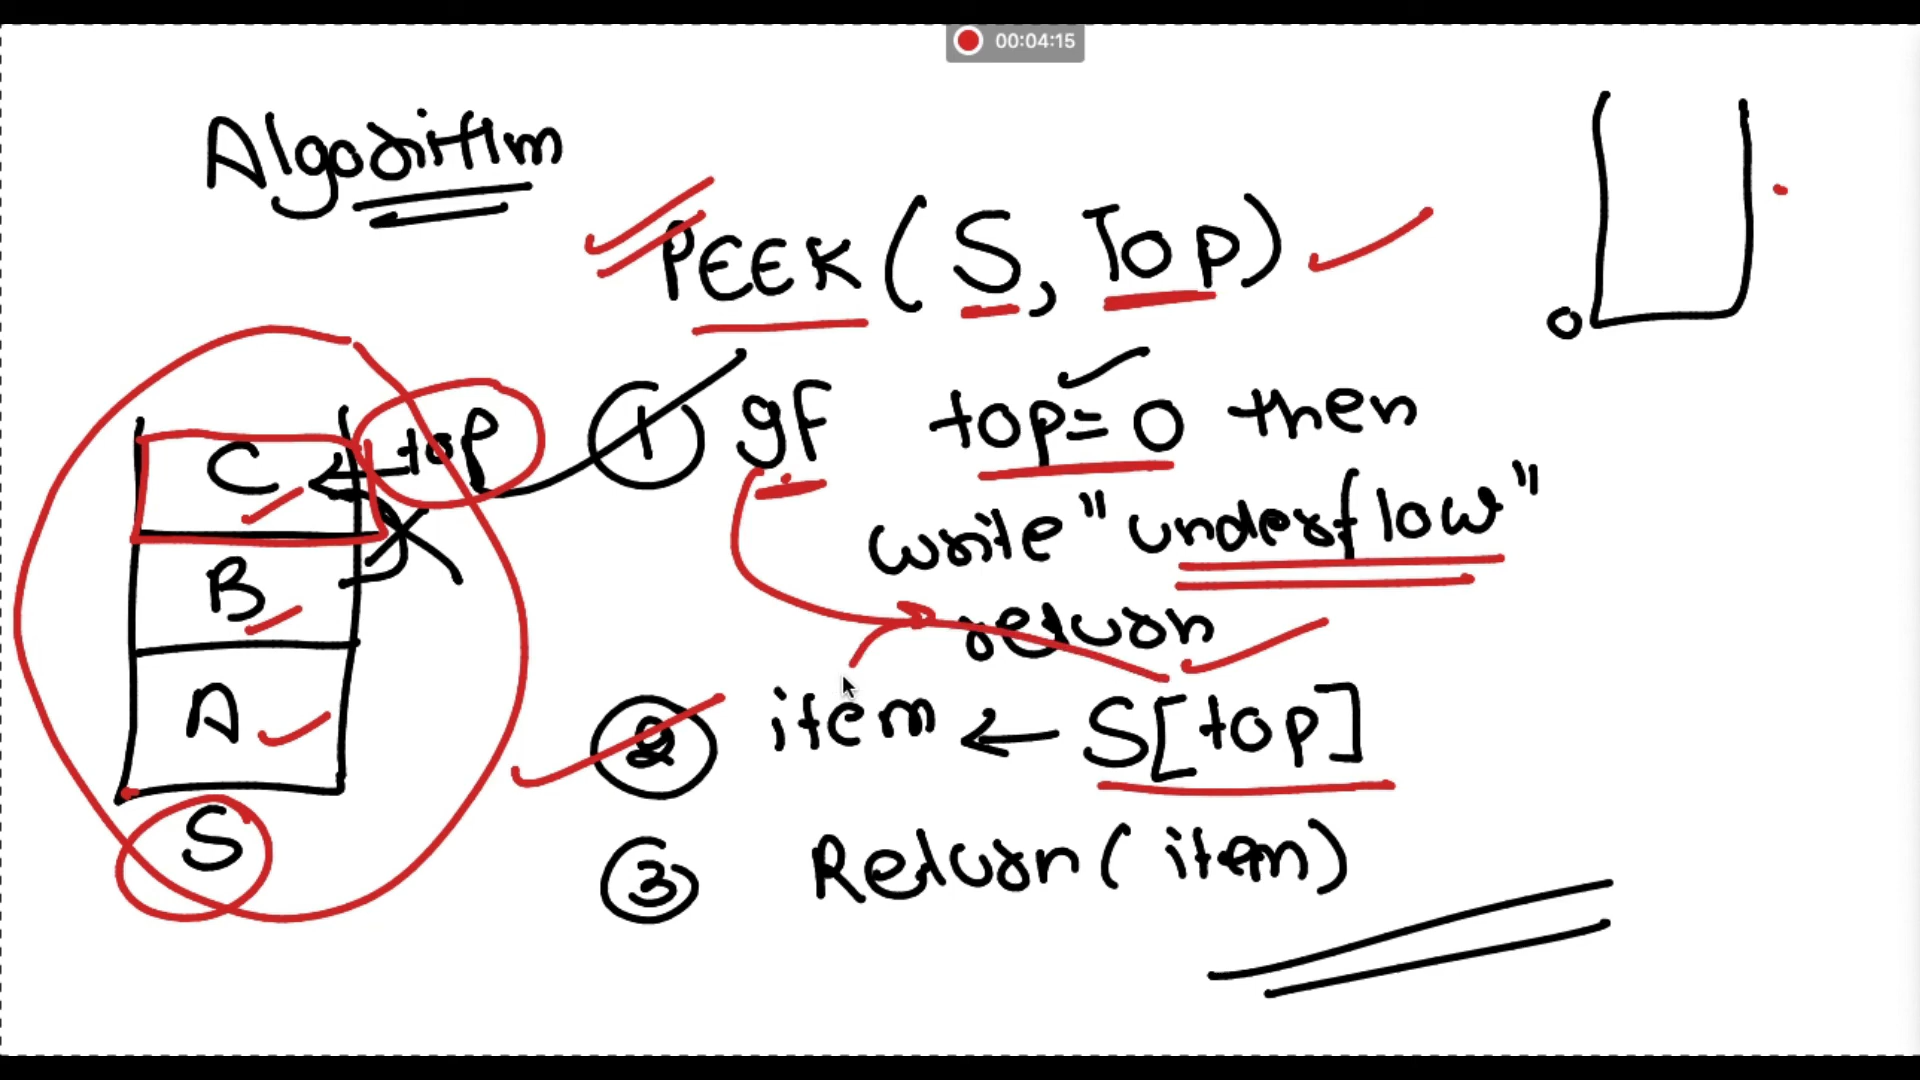 00:04:15
Algorithm
PEEK (S, Top)
1 If top = 0 then
write "underflow"
return
2 item ← S[top]
3 Return (item)
C ← top
B
A
S
0